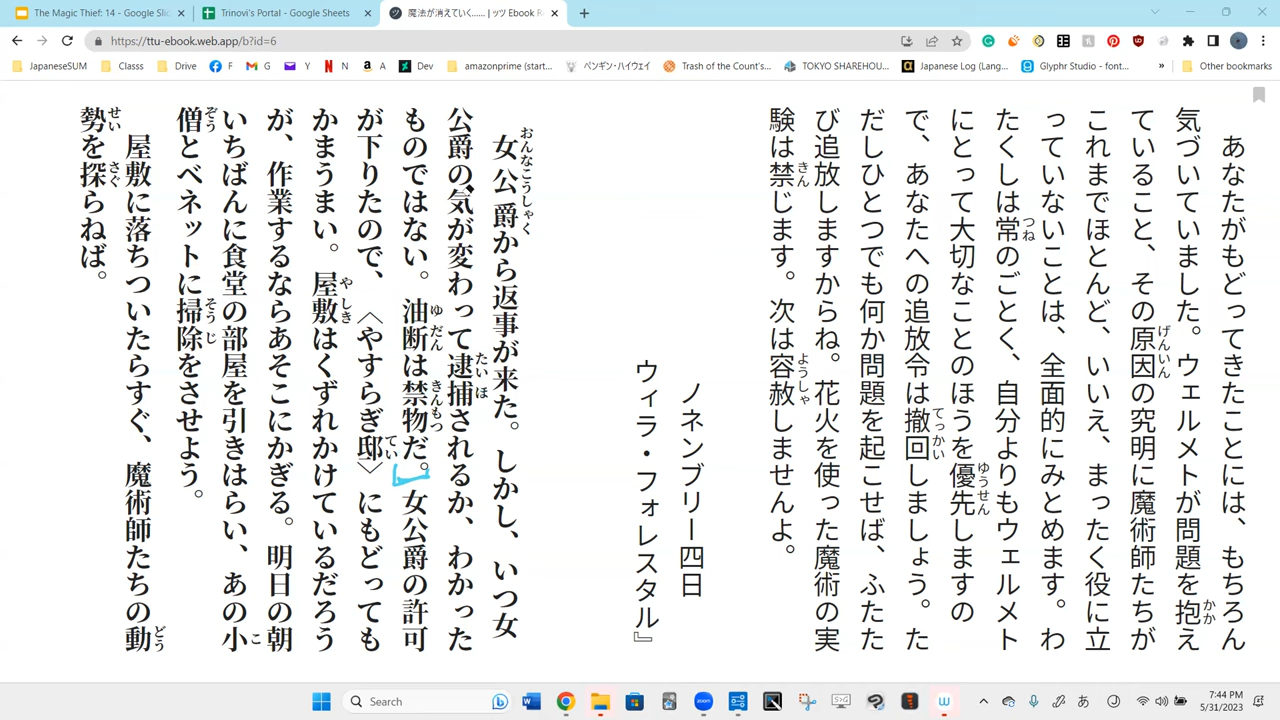 The Magic Thief: 14 - Google Slic
Trinovi's Portal - Google Sheets
魔法が消えていく...... | ッツ Ebook R
https://ttu-ebook.web.app/b?id=6
JapaneseSUM
Classs
Drive
F
G
Y
N
A
Dev
amazonprime (start...
ペンギン・ハイウェイ
Trash of the Count's...
TOKYO SHAREHOU...
Japanese Log (Lang...
Glyphr Studio - font...
Other bookmarks
あなたがもどってきたことには、もちろん
気づいていました。ウェルメトが問題を抱え
ていること、その原因の究明に魔術師たちが
これまでほとんど、いいえ、まったく役に立
っていないことは、全面的にみとめます。わ
たくしは常のごとく、自分よりもウェルメト
にとって大切なことのほうを優先しますの
で、あなたへの追放令は撤回しましょう。た
だしひとつでも何か問題を起こせば、ふたた
び追放しますからね。花火を使った魔術の実
験は禁じます。次は容赦しませんよ。
ノネンブリー四日
ウィラ・フォレスタル』
女公爵から返事が来た。しかし、いつ女
公爵の気が変わって逮捕されるか、わかった
ものではない。油断は禁物だ。女公爵の許可
が下りたので、〈やすらぎ邸〉にもどっても
かまうまい。屋敷はくずれかけているだろう
が、作業するならあそこにかぎる。明日の朝
いちばんに食堂の部屋を引きはらい、あの小
僧とベネットに掃除をさせよう。
屋敷に落ちついたらすぐ、魔術師たちの動
勢を探らねば。
Search
7:44 PM
5/31/2023